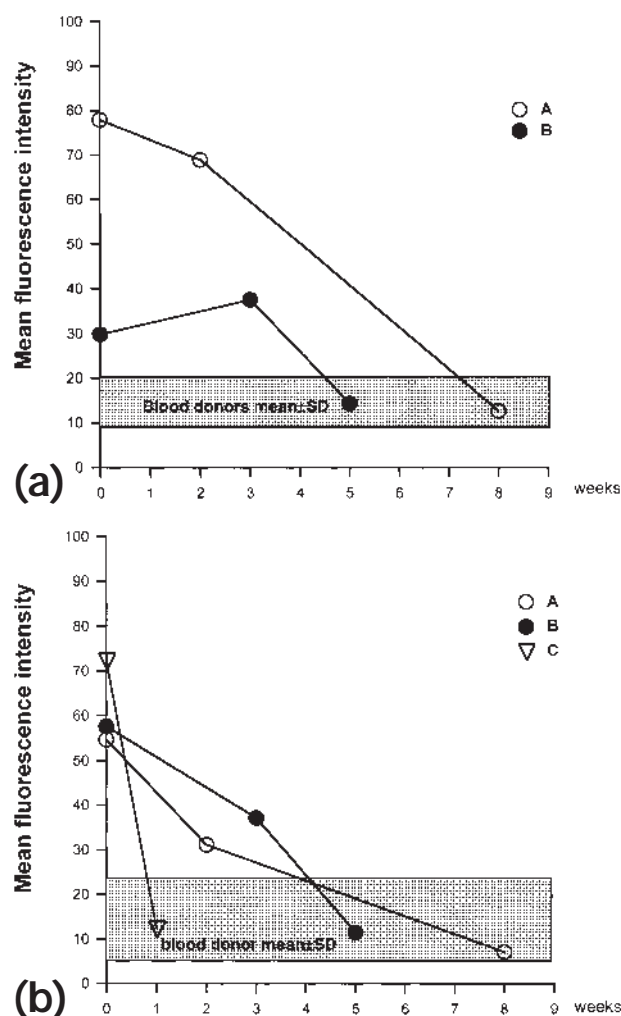 100
90
80
70
60
50
40
30
20
10
0
Mean fluorescence intensity
A
B
Blood donors mean±SD
0 1 2 3 4 5 6 7 8 9 weeks
(a)
100
90
80
70
60
50
40
30
20
10
0
Mean fluorescence intensity
A
B
C
blood donor mean±SD
0 1 2 3 4 5 6 7 8 9 weeks
(b)